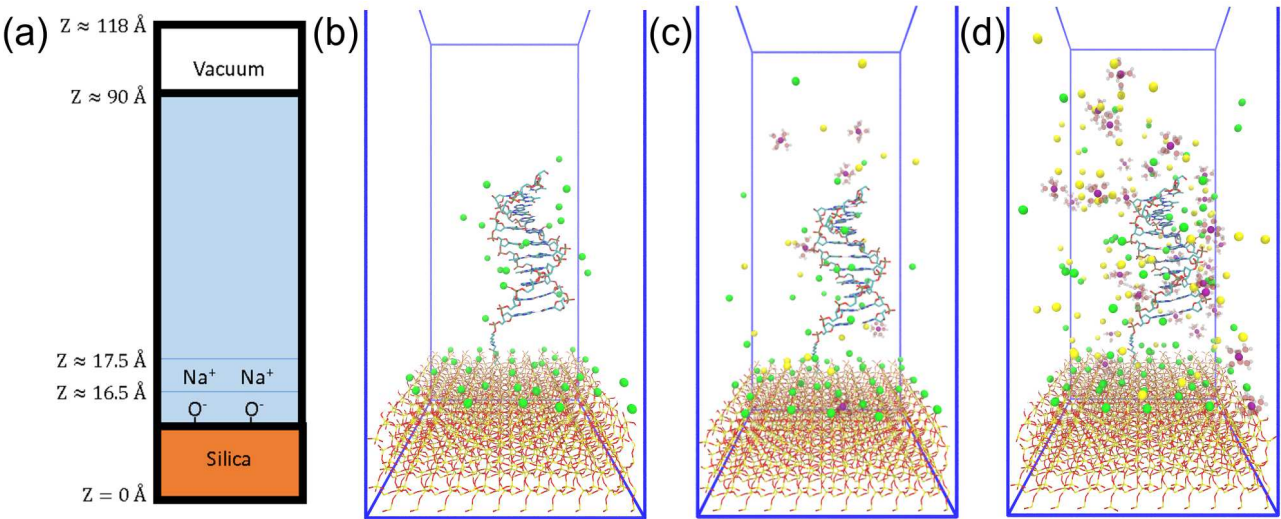 (a)
Z ≈ 118 Å
Vacuum
Z ≈ 90 Å
Z ≈ 17.5 Å
Na⁺ Na⁺
Z ≈ 16.5 Å
O⁻ O⁻
Silica
Z = 0 Å
(b)
(c)
(d)